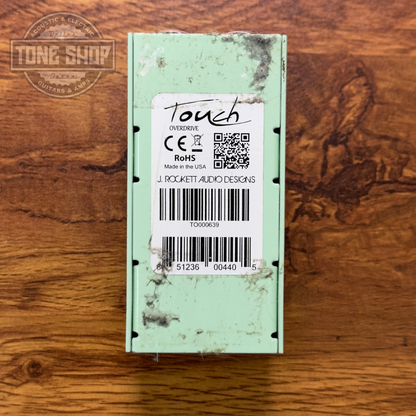 ACOUSTIC & ELECTRIC
TONE SHOP
GUITARS & AMPS
Touch
OVERDRIVE
CE
RoHS
Made in the USA
J. ROCKETT AUDIO DESIGNS
TO000639
8 51236 00440 5